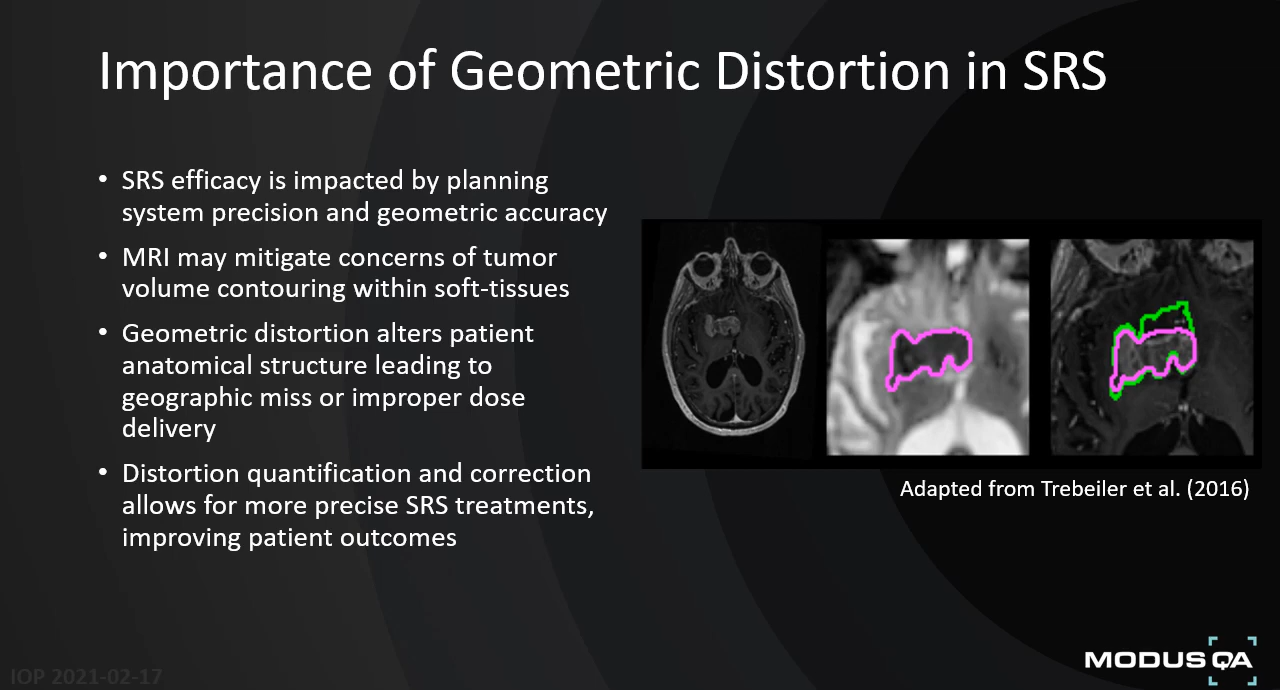 Importance of Geometric Distortion in SRS
• SRS efficacy is impacted by planning
system precision and geometric accuracy
• MRI may mitigate concerns of tumor
volume contouring within soft-tissues
• Geometric distortion alters patient
anatomical structure leading to
geographic miss or improper dose
delivery
• Distortion quantification and correction
allows for more precise SRS treatments,
improving patient outcomes
Adapted from Trebeiler et al. (2016)
MODUS QA
IOP 2021-02-17